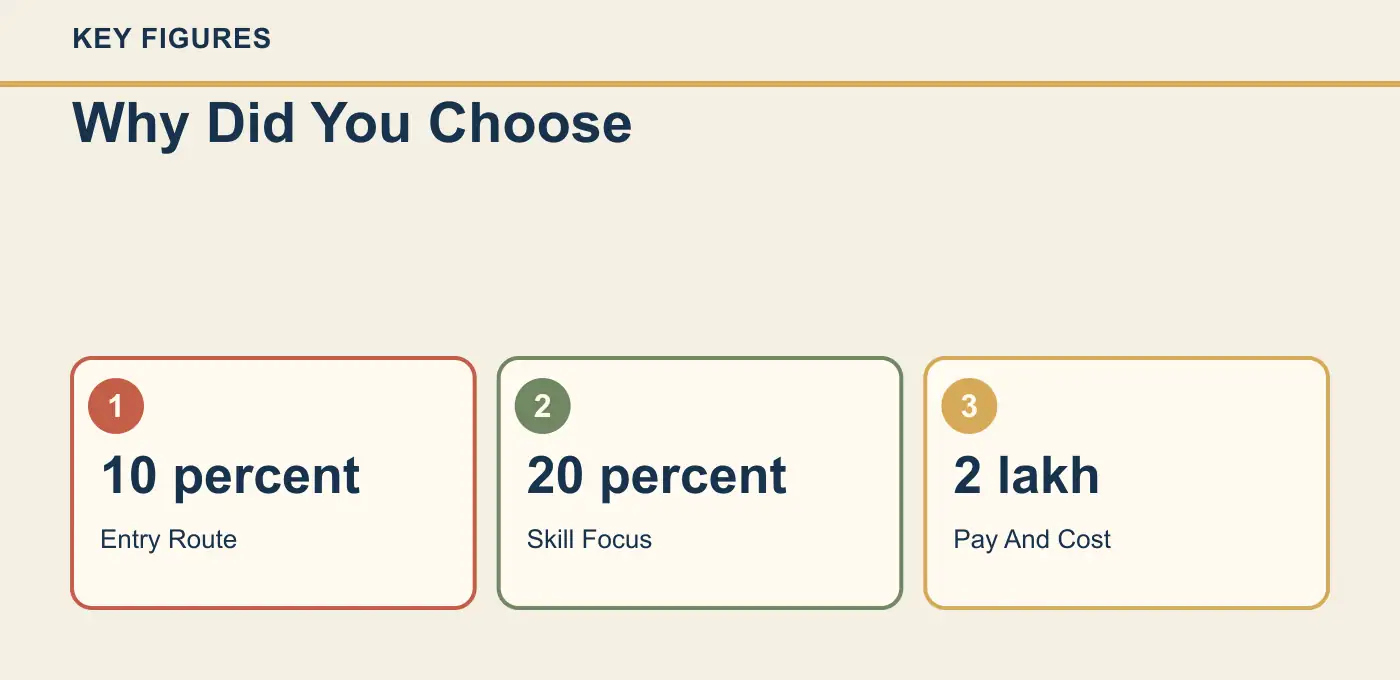 KEY FIGURES
Why Did You Choose
1
10 percent
Entry Route
2
20 percent
Skill Focus
3
2 lakh
Pay And Cost